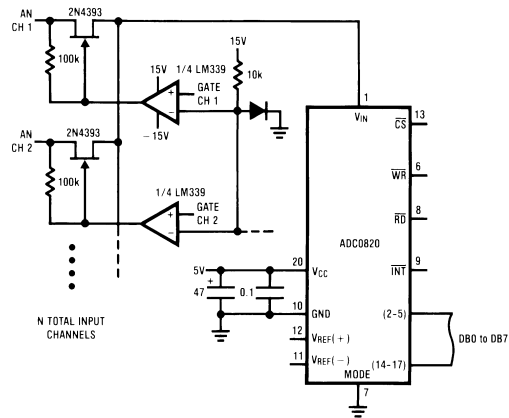 AN
CH 1
2N4393
100k
15V
1/4 LM339
+
−
GATE
CH 1
−15V
15V
10k
AN
CH 2
2N4393
100k
1/4 LM339
+
−
GATE
CH 2
N TOTAL INPUT
CHANNELS
5V
+
47
0.1
1
VIN
20
VCC
10
GND
12
VREF(+)
11
VREF(−)
ADC0820
13
CS
6
WR
8
RD
9
INT
(2-5)
(14-17)
DB0 to DB7
MODE
7